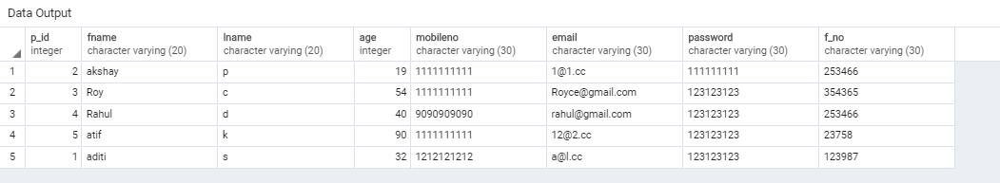 Data Output
p_id fname lname age mobileno email password f_no
integer character varying (20) character varying (20) integer character varying (30) character varying (30) character varying (30) character varying (30)
1 2 akshay p 19 1111111111 1@1.cc 111111111 253466
2 3 Roy c 54 1111111111 Royce@gmail.com 123123123 354365
3 4 Rahul d 40 9090909090 rahul@gmail.com 123123123 253466
4 5 atif k 90 1111111111 12@2.cc 123123123 23758
5 1 aditi s 32 1212121212 a@l.cc 123123123 123987